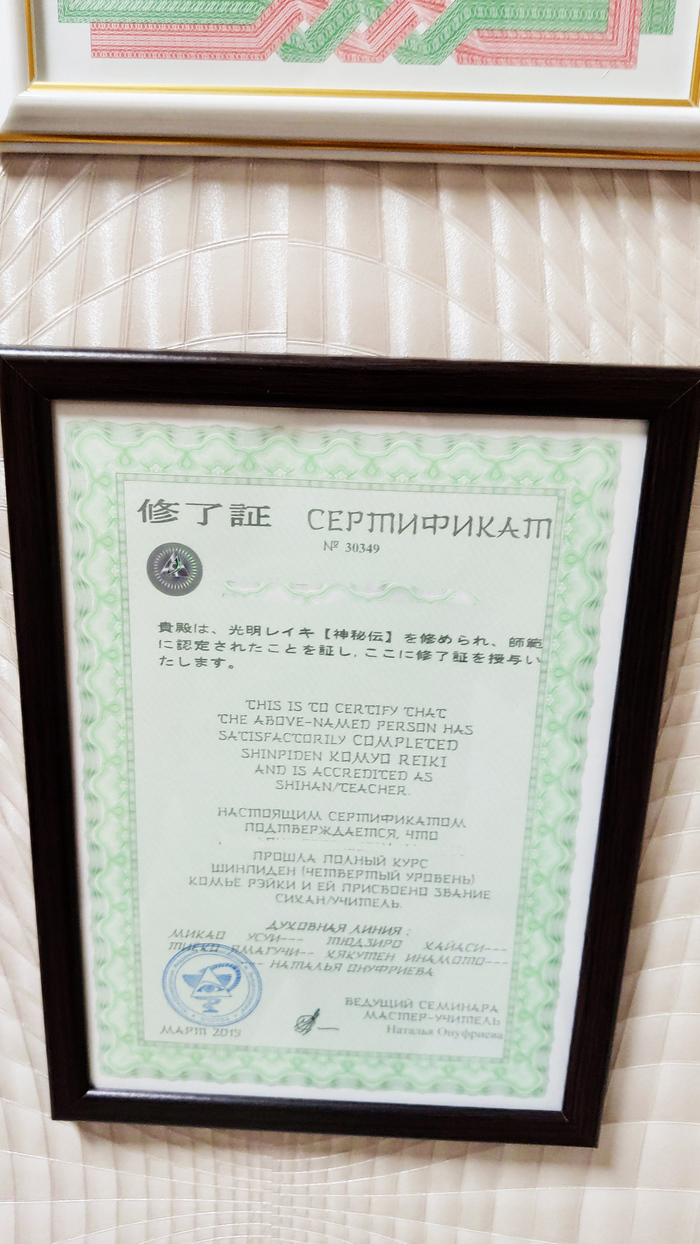 修了証 СЕРТИФИКАТ
№ 30349
貴殿は、光明レイキ【神秘伝】を修められ、師範
に認定されたことを証し,ここに修了証を授与い
たします。
THIS IS TO CERTIFY THAT
THE ABOVE-NAMED PERSON HAS
SATISFACTORILY COMPLETED
SHINPIDEN KOMYO REIKI
AND IS ACCREDITED AS
SHIHAN/TEACHER.
НАСТОЯЩИМ СЕРТИФИКАТОМ
ПОДТВЕРЖДАЕТСЯ, ЧТО
ПРОШЛА ПОЛНЫЙ КУРС
ШИНПИДЕН (ЧЕТВЕРТЫЙ УРОВЕНЬ)
КОМЬЕ РЭЙКИ И ЕЙ ПРИСВОЕНО ЗВАНИЕ
СИХАН/УЧИТЕЛЬ.
ДУХОВНАЯ ЛИНИЯ :
МИКАО УСУИ--- ТЮДЗИРО ХАЙАСИ---
ТИЕКО ЯМАГУЧИ-- ХЯКУТЕН ИНАМОТО---
--- НАТАЛЬЯ ОНУФРИЕВА
ВЕДУЩИЙ СЕМИНАРА
МАСТЕР-УЧИТЕЛЬ
МАРТ 2019 Наталья Онуфриева